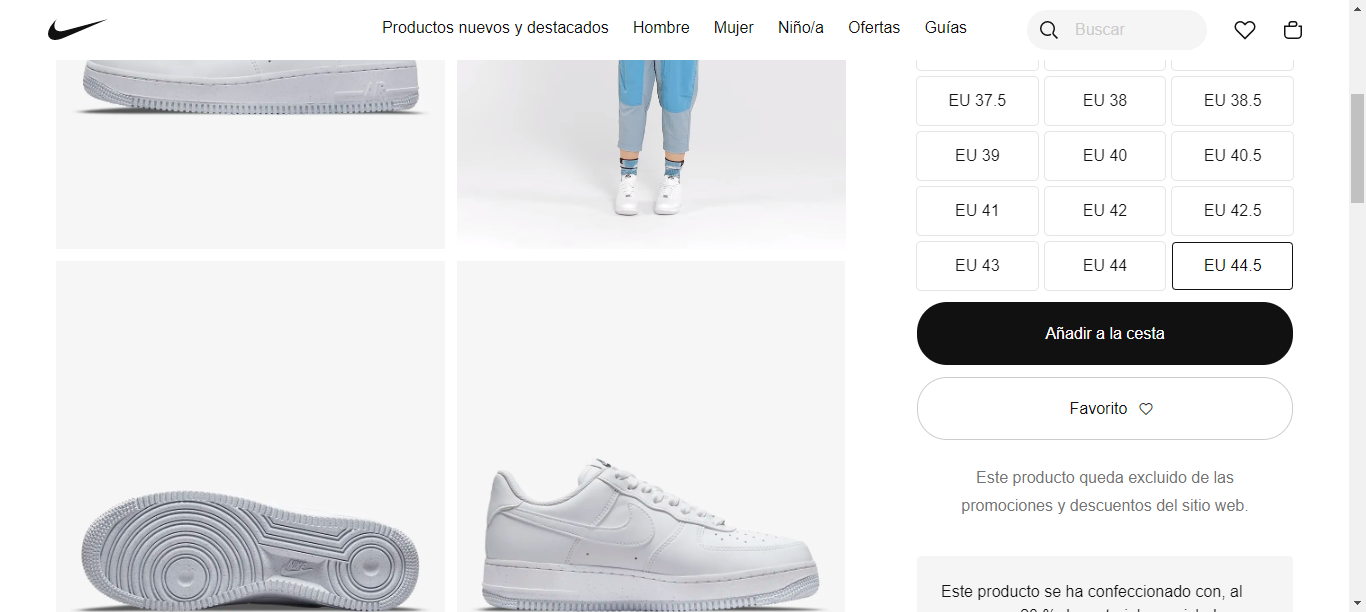 Productos nuevos y destacados Hombre Mujer Niño/a Ofertas Guías Buscar
EU 37.5 EU 38 EU 38.5
EU 39 EU 40 EU 40.5
EU 41 EU 42 EU 42.5
EU 43 EU 44 EU 44.5
Añadir a la cesta
Favorito
Este producto queda excluido de las
promociones y descuentos del sitio web.
Este producto se ha confeccionado con, al